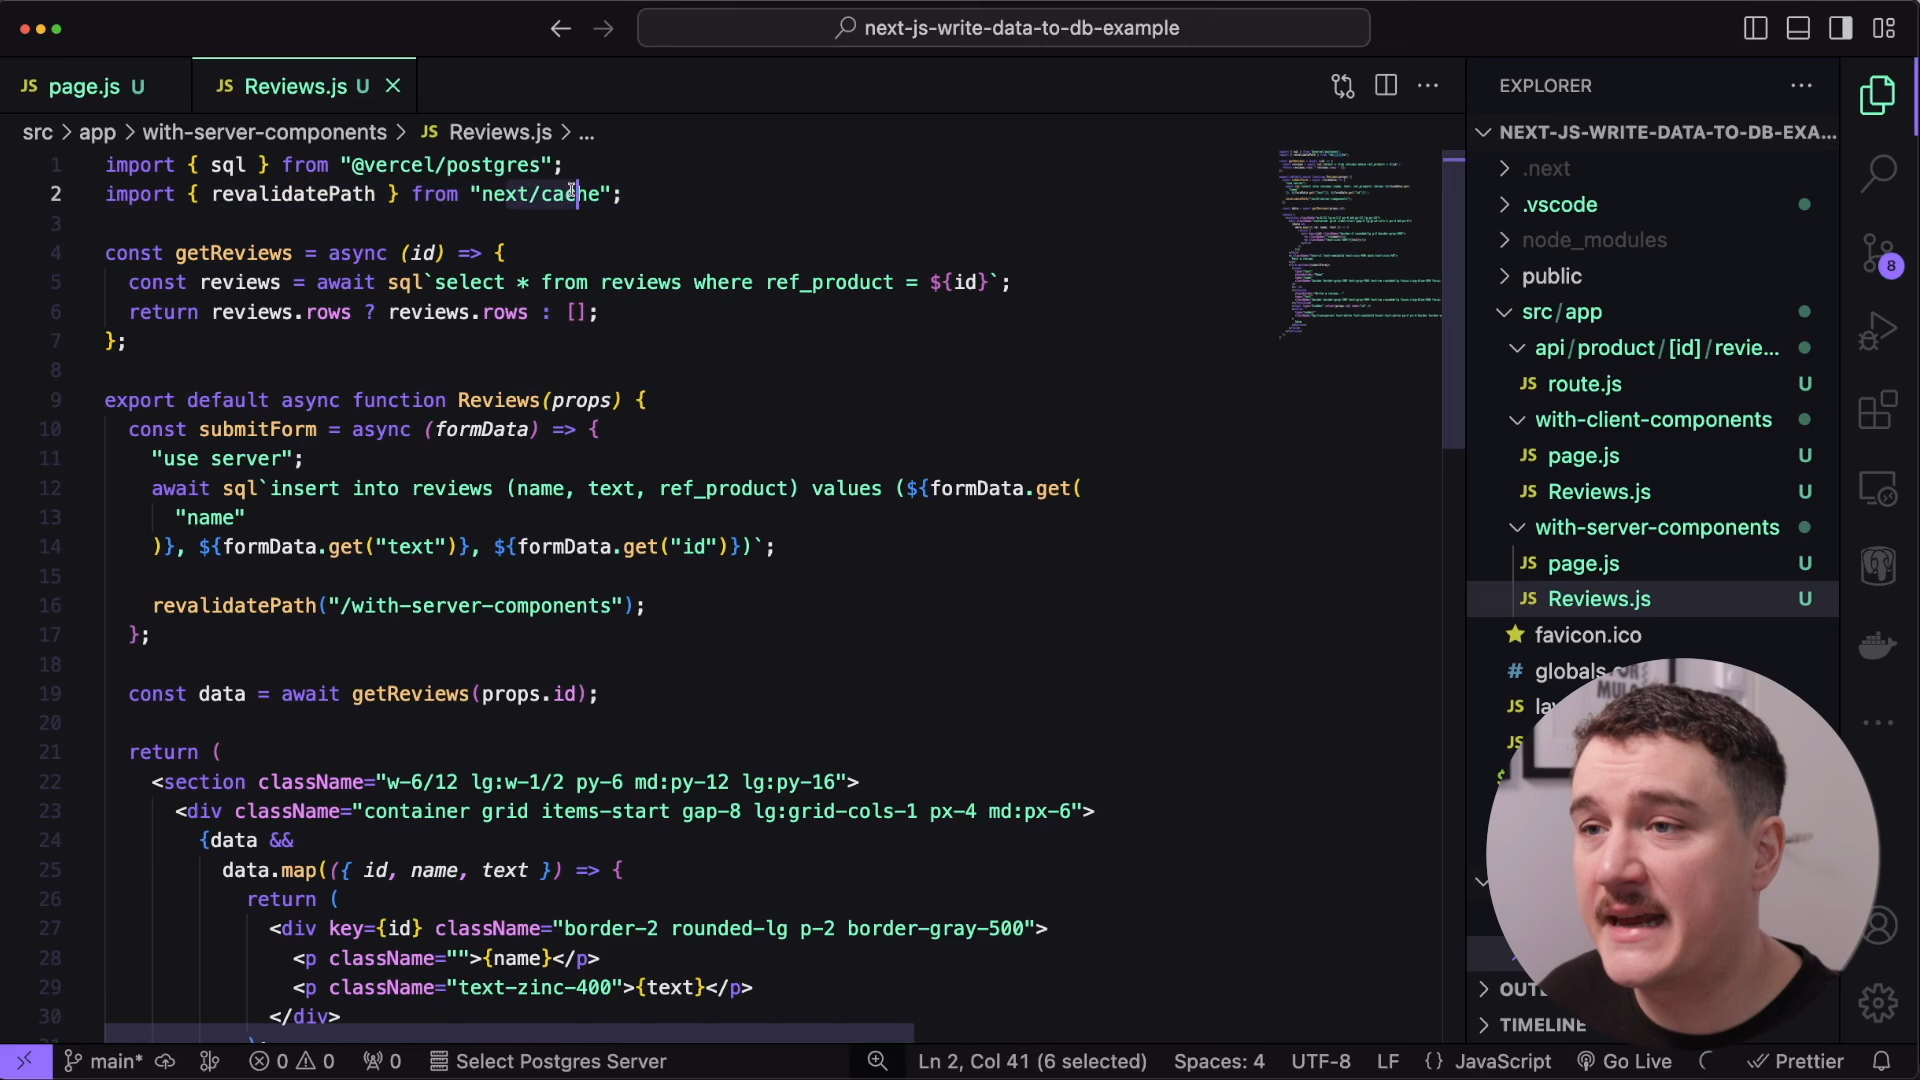 next-js-write-data-to-db-example
JS page.js U
JS Reviews.js U
src > app > with-server-components > JS Reviews.js > ...
1 import { sql } from "@vercel/postgres";
2 import { revalidatePath } from "next/cache";
3
4 const getReviews = async (id) => {
5 const reviews = await sql`select * from reviews where ref_product = ${id}`;
6 return reviews.rows ? reviews.rows : [];
7 };
8
9 export default async function Reviews(props) {
10 const submitForm = async (formData) => {
11 "use server";
12 await sql`insert into reviews (name, text, ref_product) values (${formData.get(
13 "name"
14 )}, ${formData.get("text")}, ${formData.get("id")})`;
15
16 revalidatePath("/with-server-components");
17 };
18
19 const data = await getReviews(props.id);
20
21 return (
22 <section className="w-6/12 lg:w-1/2 py-6 md:py-12 lg:py-16">
23 <div className="container grid items-start gap-8 lg:grid-cols-1 px-4 md:px-6">
24 {data &&
25 data.map(({ id, name, text }) => {
26 return (
27 <div key={id} className="border-2 rounded-lg p-2 border-gray-500">
28 <p className="">{name}</p>
29 <p className="text-zinc-400">{text}</p>
30 </div>
EXPLORER
NEXT-JS-WRITE-DATA-TO-DB-EXA...
.next
.vscode
node_modules
public
src/app
api/product/[id]/revie...
JS route.js U
with-client-components
JS page.js U
JS Reviews.js U
with-server-components
JS page.js U
JS Reviews.js U
favicon.ico
# globals
JS
JS
TIMELINE
8
main* 0 0 0 Select Postgres Server
Ln 2, Col 41 (6 selected) Spaces: 4 UTF-8 LF {} JavaScript Go Live Prettier